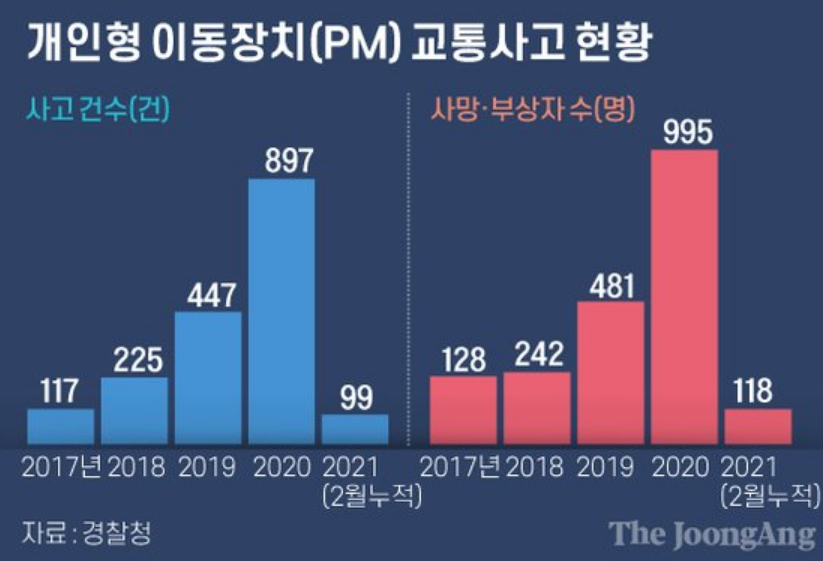 개인형 이동장치(PM) 교통사고 현황
사고 건수(건)
897
447
225
117
99
2017년 2018 2019 2020 2021
(2월누적)
사망·부상자 수(명)
995
481
242
128
118
2017년 2018 2019 2020 2021
(2월누적)
자료 : 경찰청
The JoongAng